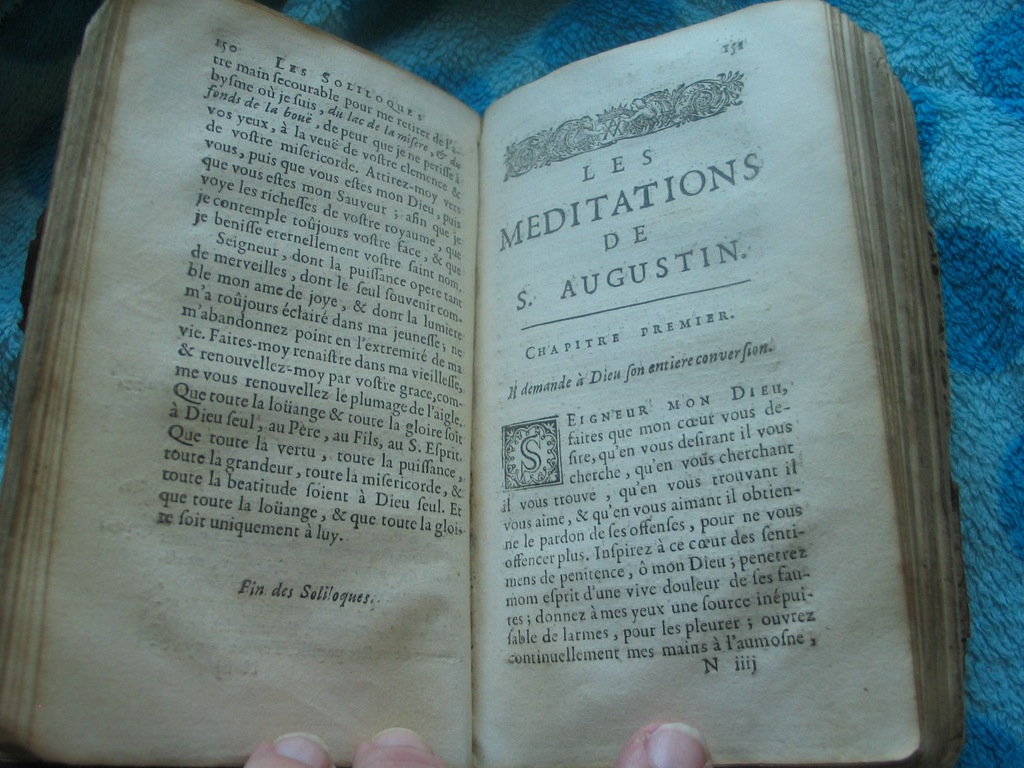 150 LES SOLILOQUES
tre main ſecourable pour me retirer de l'a-
byſme où je ſuis, du lac de la miſere, & du
fonds de la bouë, de peur que je ne periſſe à
vos yeux, à la veuë de voſtre clemence &
de voſtre miſericorde. Attirez-moy vers
vous, puis que vous eſtes mon Dieu, puis
que vous eſtes mon Sauveur; afin que je
voye les richeſſes de voſtre royaume, que
je contemple toûjours voſtre face, & que
je beniſſe eternellement voſtre ſaint nom.
Seigneur, dont la puiſſance opere tant
de merveilles, dont le ſeul ſouvenir com-
ble mon ame de joye, & dont la lumiere
m'a toûjours éclairé dans ma jeuneſſe; ne
m'abandonnez point en l'extremité de ma
vie. Faites-moy renaiſtre dans ma vieilleſſe,
& renouvellez-moy par voſtre grace, com-
me vous renouvellez le plumage de l'aigle.
Que toute la loüange & toute la gloire ſoit
à Dieu ſeul, au Père, au Fils, au S. Eſprit.
Que toute la vertu, toute la puiſſance,
toute la grandeur, toute la miſericorde, &
toute la beatitude ſoient à Dieu ſeul. Et
que toute la loüange, & que toute la gloi-
re ſoit uniquement à luy.
Fin des Soliloques.
151
LES
MEDITATIONS
DE
S. AUGUSTIN.
CHAPITRE PREMIER.
Il demande à Dieu ſon entiere converſion.
SEIGNEUR MON DIEU,
faites que mon cœur vous de-
ſire, qu'en vous deſirant il vous
cherche, qu'en vous cherchant
il vous trouve, qu'en vous trouvant il
vous aime, & qu'en vous aimant il obtien-
ne le pardon de ſes offenſes, pour ne vous
offencer plus. Inſpirez à ce cœur des ſenti-
mens de penitence, ô mon Dieu; penetrez
mom eſprit d'une vive douleur de ſes fau-
tes; donnez à mes yeux une ſource inépui-
ſable de larmes, pour les pleurer; ouvrez
continuellement mes mains à l'aumoſne;
N iiij